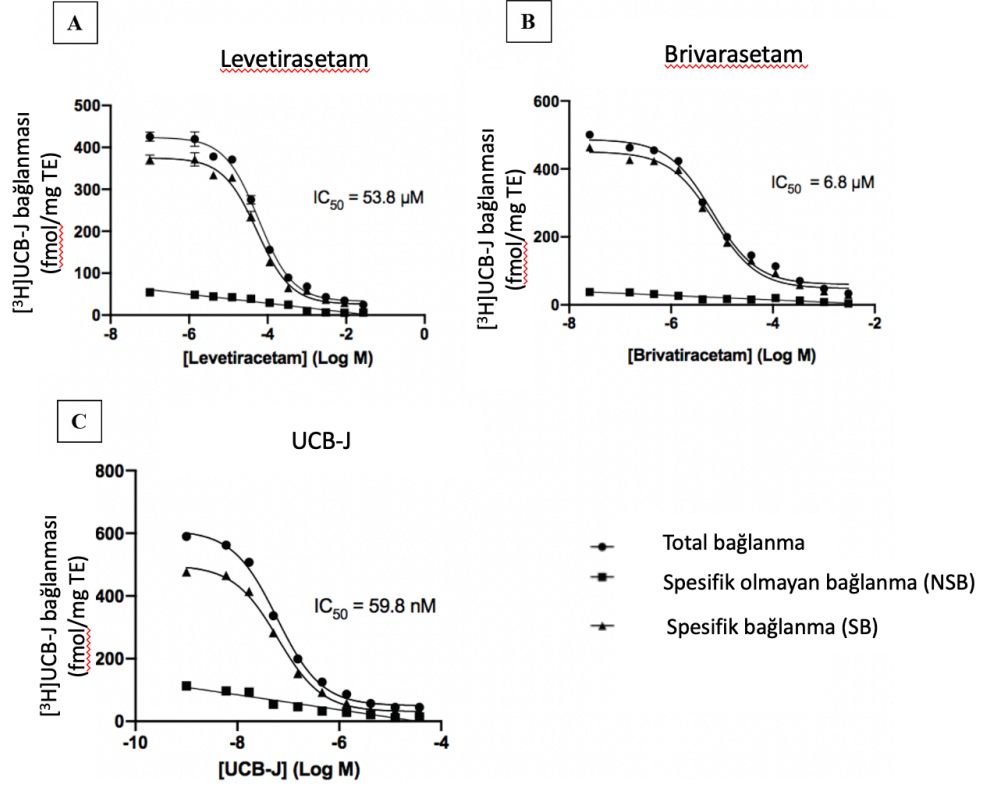 A
Levetirasetam
[³H]UCB-J bağlanması
(fmol/mg TE)
500
400
300
200
100
0
IC50 = 53.8 µM
-8
-6
-4
-2
0
[Levetiracetam] (Log M)
B
Brivarasetam
[³H]UCB-J bağlanması
(fmol/mg TE)
600
400
200
0
IC50 = 6.8 µM
-8
-6
-4
-2
[Brivatiracetam] (Log M)
C
UCB-J
[³H]UCB-J bağlanması
(fmol/mg TE)
800
600
400
200
0
IC50 = 59.8 nM
-10
-8
-6
-4
[UCB-J] (Log M)
Total bağlanma
Spesifik olmayan bağlanma (NSB)
Spesifik bağlanma (SB)